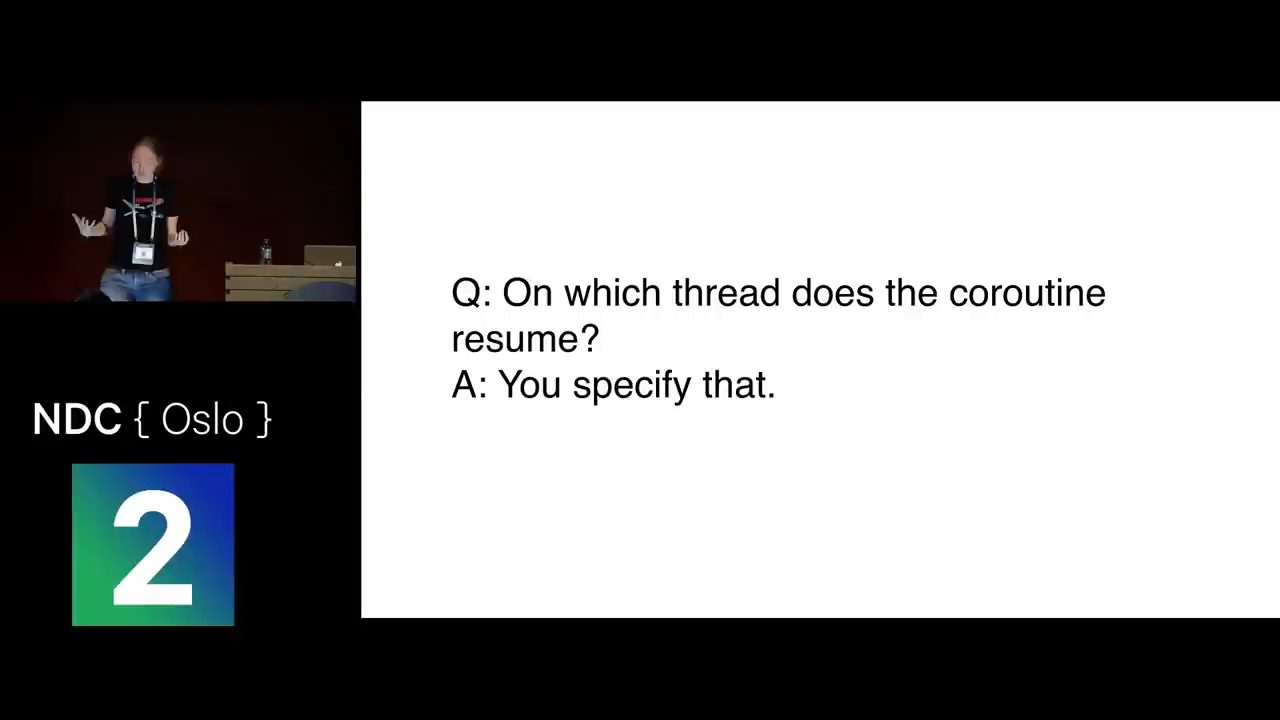 Q: On which thread does the coroutine
resume?
A: You specify that.
NDC { Oslo }
2